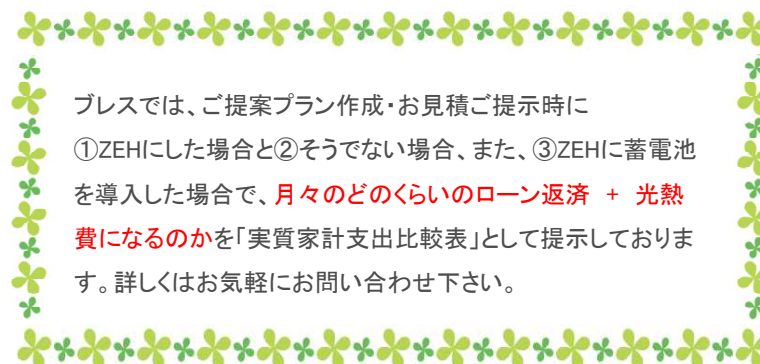 ブレスでは、ご提案プラン作成・お見積ご提示時に
①ZEHにした場合と②そうでない場合、また、③ZEHに蓄電池
を導入した場合で、月々のどのくらいのローン返済 + 光熱
費になるのかを「実質家計支出比較表」として提示しておりま
す。詳しくはお気軽にお問い合わせ下さい。